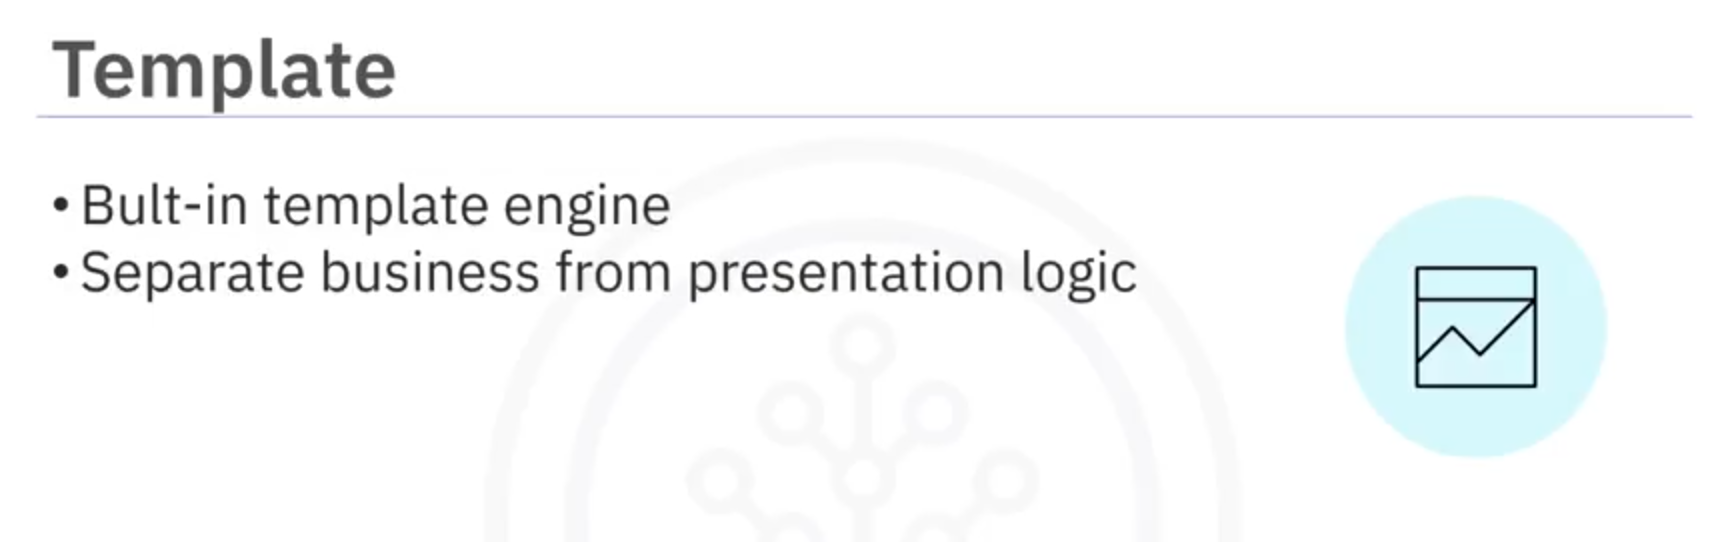 Template
• Bult-in template engine
• Separate business from presentation logic